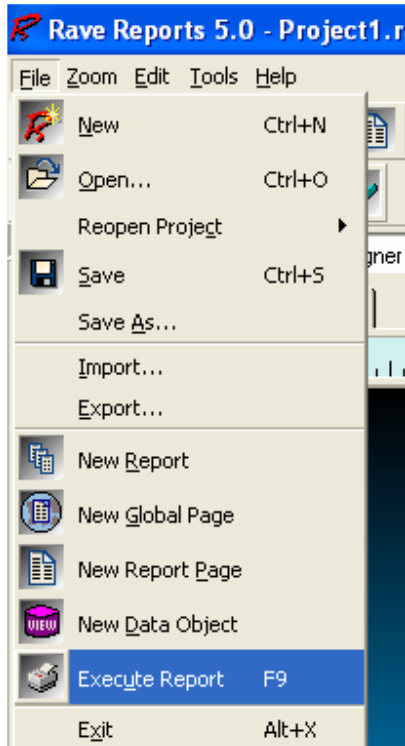 Rave Reports 5.0 - Project1.r
File Zoom Edit Tools Help
New Ctrl+N
Open... Ctrl+O
Reopen Project
gner
Save Ctrl+S
Save As...
Import...
Export...
New Report
New Global Page
New Report Page
VIEW New Data Object
Execute Report F9
Exit Alt+X